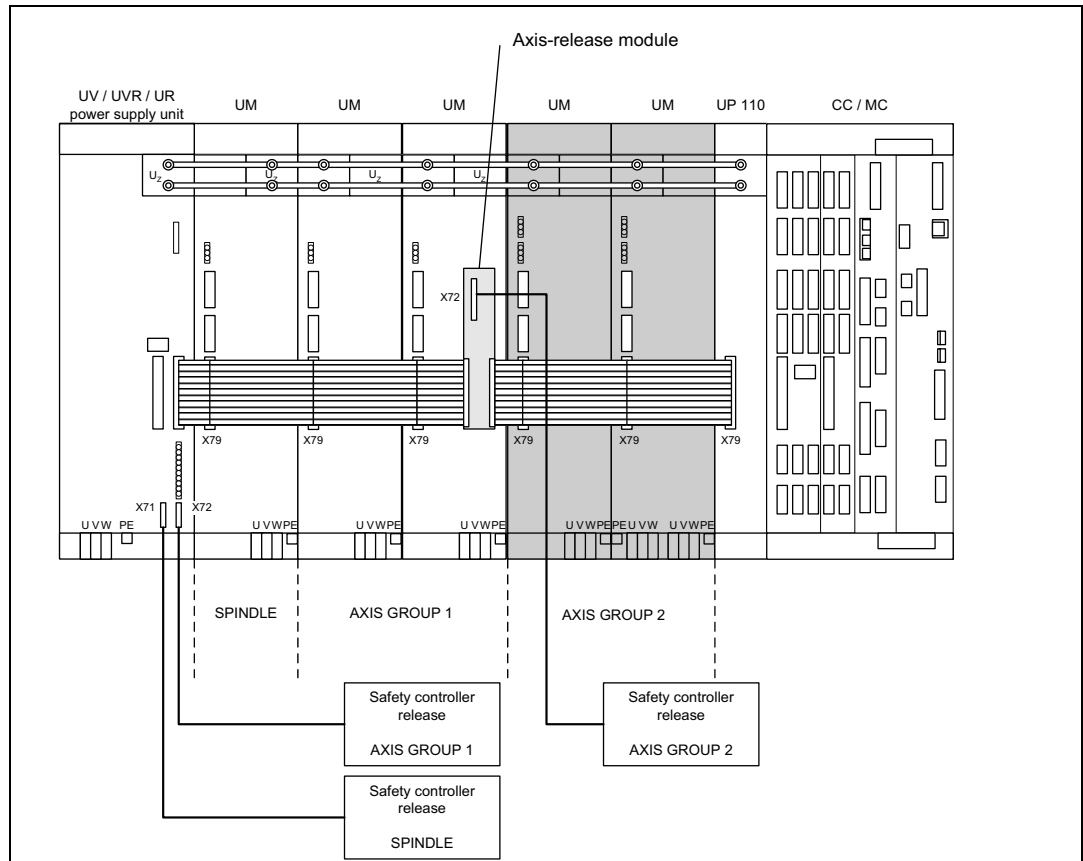 Axis-release module
UV / UVR / UR
power supply unit
UM
UM
UM
UM
UM
UP 110
CC / MC
UZ
UZ
UZ
UZ
X72
X79
X79
X79
X79
X79
X79
X71
X72
U V W PE
U V W PE
U V W PE
U V W PE
U V W PE PE U V W
U V W PE
SPINDLE
AXIS GROUP 1
AXIS GROUP 2
Safety controller
release
AXIS GROUP 1
Safety controller
release
AXIS GROUP 2
Safety controller
release
SPINDLE